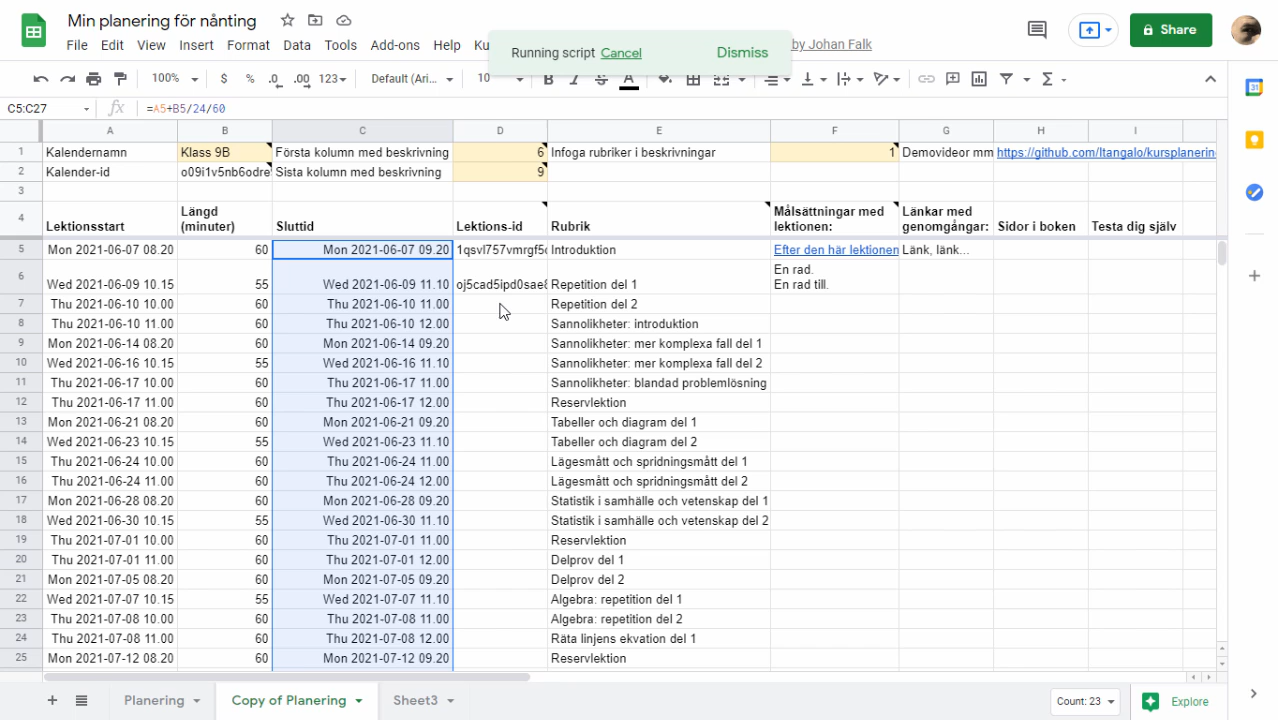 Min planering för nånting
File Edit View Insert Format Data Tools Add-ons Help Ku by Johan Falk
Running script Cancel Dismiss
Share
100% $ % .0 .00 123 Default (Ari... 10 B I S A
C5:C27 fx =A5+B5/24/60
A B C D E F G H I
1 Kalendernamn Klass 9B Första kolumn med beskrivning 6 Infoga rubriker i beskrivningar 1 Demovideor mm https://github.com/Itangalo/kursplanering
2 Kalender-id o09i1v5nb6odre Sista kolumn med beskrivning 9
3
4 Lektionsstart Längd (minuter) Sluttid Lektions-id Rubrik Målsättningar med lektionen: Länkar med genomgångar: Sidor i boken Testa dig själv
5 Mon 2021-06-07 08.20 60 Mon 2021-06-07 09.20 1qsvl757vmrgf5 Introduktion Efter den här lektionen Länk, länk...
6 Wed 2021-06-09 10.15 55 Wed 2021-06-09 11.10 oj5cad5ipd0sae Repetition del 1 En rad. En rad till.
7 Thu 2021-06-10 10.00 60 Thu 2021-06-10 11.00 Repetition del 2
8 Thu 2021-06-10 11.00 60 Thu 2021-06-10 12.00 Sannolikheter: introduktion
9 Mon 2021-06-14 08.20 60 Mon 2021-06-14 09.20 Sannolikheter: mer komplexa fall del 1
10 Wed 2021-06-16 10.15 55 Wed 2021-06-16 11.10 Sannolikheter: mer komplexa fall del 2
11 Thu 2021-06-17 10.00 60 Thu 2021-06-17 11.00 Sannolikheter: blandad problemlösning
12 Thu 2021-06-17 11.00 60 Thu 2021-06-17 12.00 Reservlektion
13 Mon 2021-06-21 08.20 60 Mon 2021-06-21 09.20 Tabeller och diagram del 1
14 Wed 2021-06-23 10.15 55 Wed 2021-06-23 11.10 Tabeller och diagram del 2
15 Thu 2021-06-24 10.00 60 Thu 2021-06-24 11.00 Lägesmått och spridningsmått del 1
16 Thu 2021-06-24 11.00 60 Thu 2021-06-24 12.00 Lägesmått och spridningsmått del 2
17 Mon 2021-06-28 08.20 60 Mon 2021-06-28 09.20 Statistik i samhälle och vetenskap del 1
18 Wed 2021-06-30 10.15 55 Wed 2021-06-30 11.10 Statistik i samhälle och vetenskap del 2
19 Thu 2021-07-01 10.00 60 Thu 2021-07-01 11.00 Reservlektion
20 Thu 2021-07-01 11.00 60 Thu 2021-07-01 12.00 Delprov del 1
21 Mon 2021-07-05 08.20 60 Mon 2021-07-05 09.20 Delprov del 2
22 Wed 2021-07-07 10.15 55 Wed 2021-07-07 11.10 Algebra: repetition del 1
23 Thu 2021-07-08 10.00 60 Thu 2021-07-08 11.00 Algebra: repetition del 2
24 Thu 2021-07-08 11.00 60 Thu 2021-07-08 12.00 Räta linjens ekvation del 1
25 Mon 2021-07-12 08.20 60 Mon 2021-07-12 09.20 Reservlektion
Planering Copy of Planering Sheet3 Count: 23 Explore